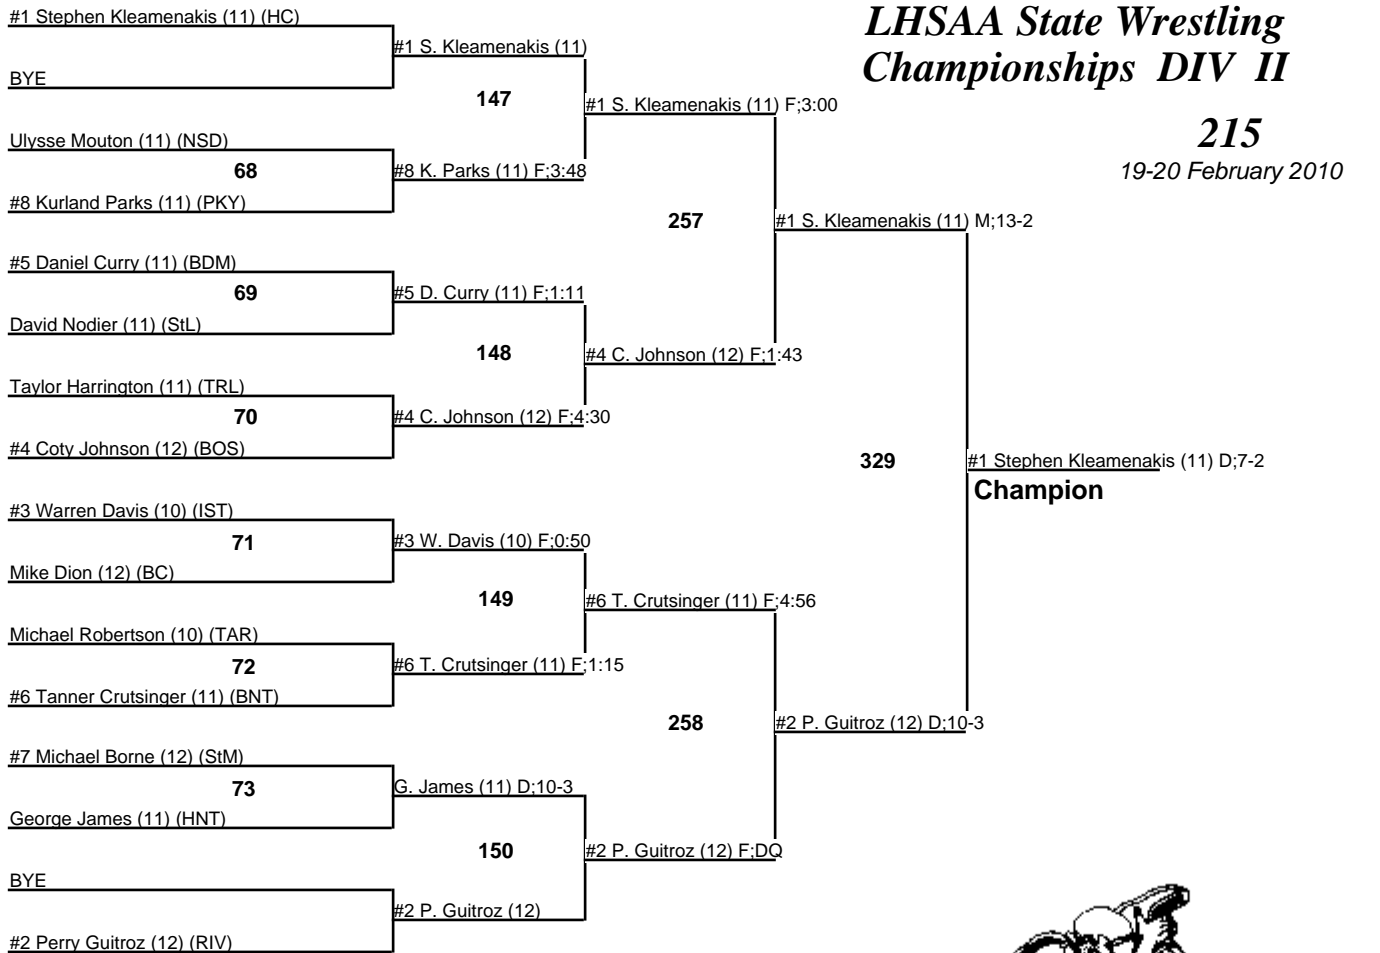 LHSAA State Wrestling
Championships DIV II
215
19-20 February 2010
#1 Stephen Kleamenakis (11) (HC)
BYE
Ulysse Mouton (11) (NSD)
68
#8 Kurland Parks (11) (PKY)
#5 Daniel Curry (11) (BDM)
69
David Nodier (11) (StL)
Taylor Harrington (11) (TRL)
70
#4 Coty Johnson (12) (BOS)
#3 Warren Davis (10) (IST)
71
Mike Dion (12) (BC)
Michael Robertson (10) (TAR)
72
#6 Tanner Crutsinger (11) (BNT)
#7 Michael Borne (12) (StM)
73
George James (11) (HNT)
BYE
#2 Perry Guitroz (12) (RIV)
#1 S. Kleamenakis (11)
147
#8 K. Parks (11) F;3:48
#5 D. Curry (11) F;1:11
148
#4 C. Johnson (12) F;4:30
#3 W. Davis (10) F;0:50
149
#6 T. Crutsinger (11) F;1:15
G. James (11) D;10-3
150
#2 P. Guitroz (12)
#1 S. Kleamenakis (11) F;3:00
257
#4 C. Johnson (12) F;1:43
#6 T. Crutsinger (11) F;4:56
258
#2 P. Guitroz (12) F;DQ
#1 S. Kleamenakis (11) M;13-2
329
#2 P. Guitroz (12) D;10-3
#1 Stephen Kleamenakis (11) D;7-2
Champion